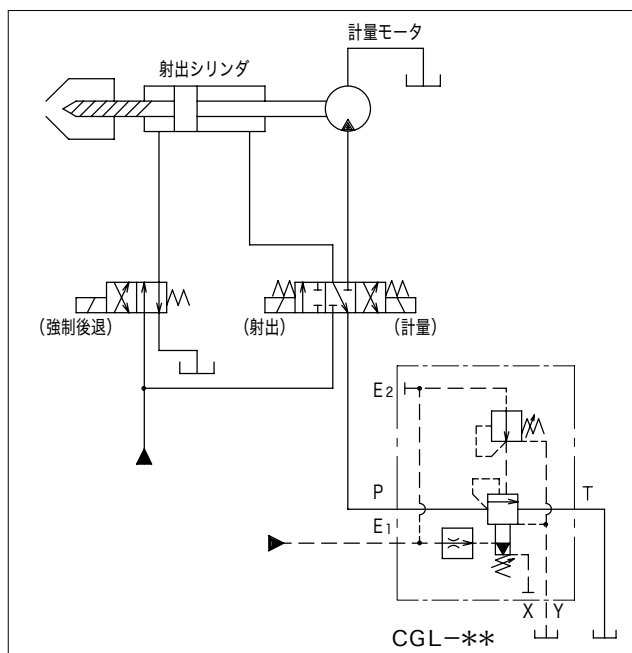 計量モータ
射出シリンダ
(強制後退)
(射出)
(計量)
E2
P
T
E1
X
Y
CGL-**